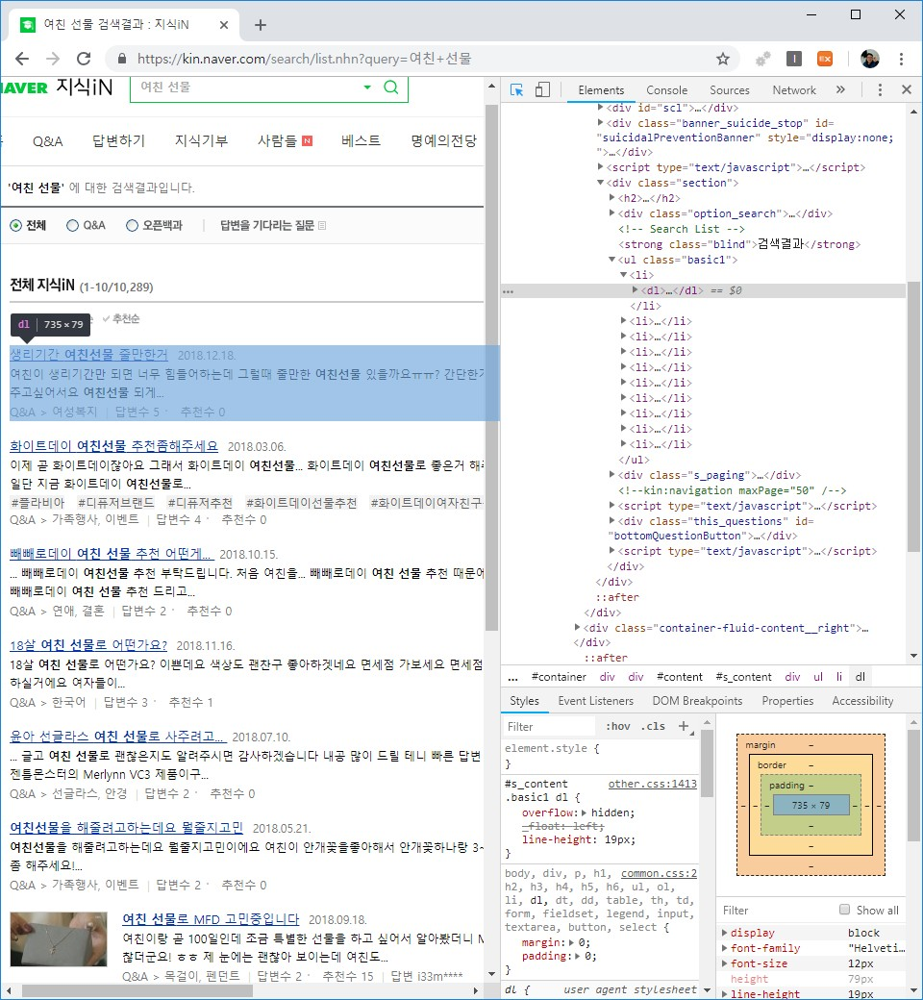 여친 선물 검색결과 : 지식iN
https://kin.naver.com/search/list.nhn?query=여친+선물
NAVER 지식iN
여친 선물
Q&A 답변하기 지식기부 사람들 N 베스트 명예의전당
'여친 선물' 에 대한 검색결과입니다.
전체 Q&A 오픈백과 답변을 기다리는 질문
전체 지식iN (1-10/10,289)
추천순
dl 735 × 79
생리기간 여친선물 줄만한거 2018.12.18.
여친이 생리기간만 되면 너무 힘들어하는데 그럴때 줄만한 여친선물 있을까요ㅠㅠ? 간단한거
주고싶어서요 여친선물 되게...
Q&A > 여성복지 답변수 5 · 추천수 0
화이트데이 여친선물 추천좀해주세요 2018.03.06.
이제 곧 화이트데이잖아요 그래서 화이트데이 여친선물... 화이트데이 여친선물로 좋은거 해주
일단 지금 화이트데이 여친선물로...
#플라비아 #디퓨저브랜드 #디퓨저추천 #화이트데이선물추천 #화이트데이여자친구
Q&A > 가족행사, 이벤트 답변수 4 · 추천수 0
빼빼로데이 여친 선물 추천 어떤게... 2018.10.15.
... 빼빼로데이 여친선물 추천 부탁드립니다. 처음 여친을... 빼빼로데이 여친 선물 추천 때문에
빼빼로데이 여친 선물 추천 드리고...
Q&A > 연애, 결혼 답변수 2 · 추천수 0
18살 여친 선물로 어떤가요? 2018.11.16.
18살 여친 선물로 어떤가요? 이쁜데요 색상도 괜찬구 좋아하겟네요 면세점 가보세요 면세점
하실거에요 여자들이...
Q&A > 한국어 답변수 3 · 추천수 1
윤아 선글라스 여친 선물로 사주려고... 2018.07.10.
... 글고 여친 선물로 괜찮은지도 알려주시면 감사하겠습니다 내공 많이 드릴 테니 빠른 답변
젠틀몬스터의 Merlynn VC3 제품이구...
Q&A > 선글라스, 안경 답변수 2 · 추천수 0
여친선물을 해줄려고하는데요 뭘줄지고민 2018.05.21.
여친선물을 해줄려고하는데요 뭘줄지고민이에요 여친이 안개꽃을좋아해서 안개꽃하나랑 3~
좀 해주세요!...
Q&A > 가족행사, 이벤트 답변수 2 · 추천수 0
여친 선물로 MFD 고민중입니다 2018.09.18.
여친이랑 곧 100일인데 조금 특별한 선물을 하고 싶어서 알아봤더니 M
찮더군요! ㅎㅎ 제 눈에는 괜찮아 보이는데 여친도...
Q&A > 목걸이, 펜던트 답변수 2 · 추천수 15 답변 i33m****
Elements Console Sources Network »
<div id="scl">…</div>
<div class="banner_suicide_stop" id=
"suicidalPreventionBanner" style="display:none;
">…</div>
<script type="text/javascript">…</script>
<div class="section">
<h2>…</h2>
<div class="option_search">…</div>
<!-- Search List -->
<strong class="blind">검색결과</strong>
<ul class="basic1">
<li>
… <dl>…</dl> == $0
</li>
<li>…</li>
<li>…</li>
<li>…</li>
<li>…</li>
<li>…</li>
<li>…</li>
<li>…</li>
<li>…</li>
<li>…</li>
</ul>
<div class="s_paging">…</div>
<!--kin:navigation maxPage="50" /-->
<script type="text/javascript">…</script>
<div class="this_questions" id=
"bottomQuestionButton">…</div>
<script type="text/javascript">…</script>
</div>
</div>
::after
</div>
<div class="container-fluid-content__right">…
</div>
::after
... #container div div #content #s_content div ul li dl
Styles Event Listeners DOM Breakpoints Properties Accessibility
Filter :hov .cls +
element.style {
}
#s_content other.css:1413
.basic1 dl {
overflow: hidden;
float: left;
line-height: 19px;
}
body, div, p, h1, common.css:2
h2, h3, h4, h5, h6, ul, ol,
li, dl, dt, dd, table, th, td,
form, fieldset, legend, input,
textarea, button, select {
margin: 0;
padding: 0;
}
dl { user agent stylesheet
margin –
border –
padding –
– – – 735 × 79 – – –
–
–
–
Filter Show all
display block
font-family "Helveti…
font-size 12px
height 79px
line-height 19px